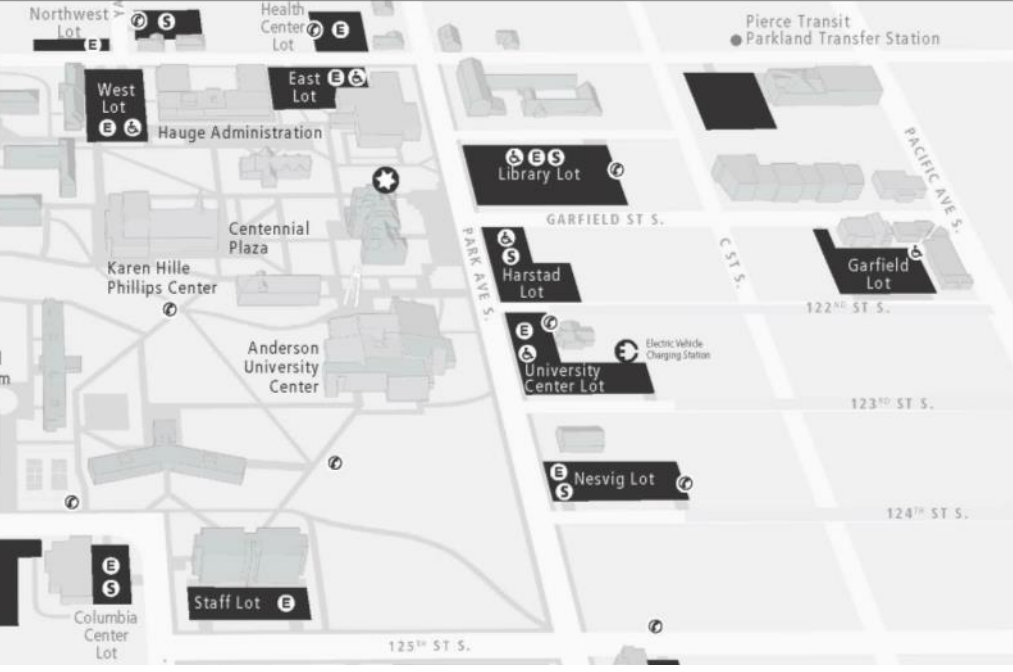 Northwest
Lot
E
YA
S
Health
Center
Lot
E
Pierce Transit
Parkland Transfer Station
West
Lot
E
East
Lot
E
Hauge Administration
PACIFIC AVE S.
E S
Library Lot
GARFIELD ST S.
Centennial
Plaza
PARK AVE S.
S
Harstad
Lot
C ST S.
Garfield
Lot
Karen Hille
Phillips Center
122ND ST S.
Anderson
University
Center
E
University
Center Lot
Electric Vehicle
Charging Station
m
123RD ST S.
E
S
Nesvig Lot
124TH ST S.
E
S
Columbia
Center
Lot
Staff Lot E
125TH ST S.